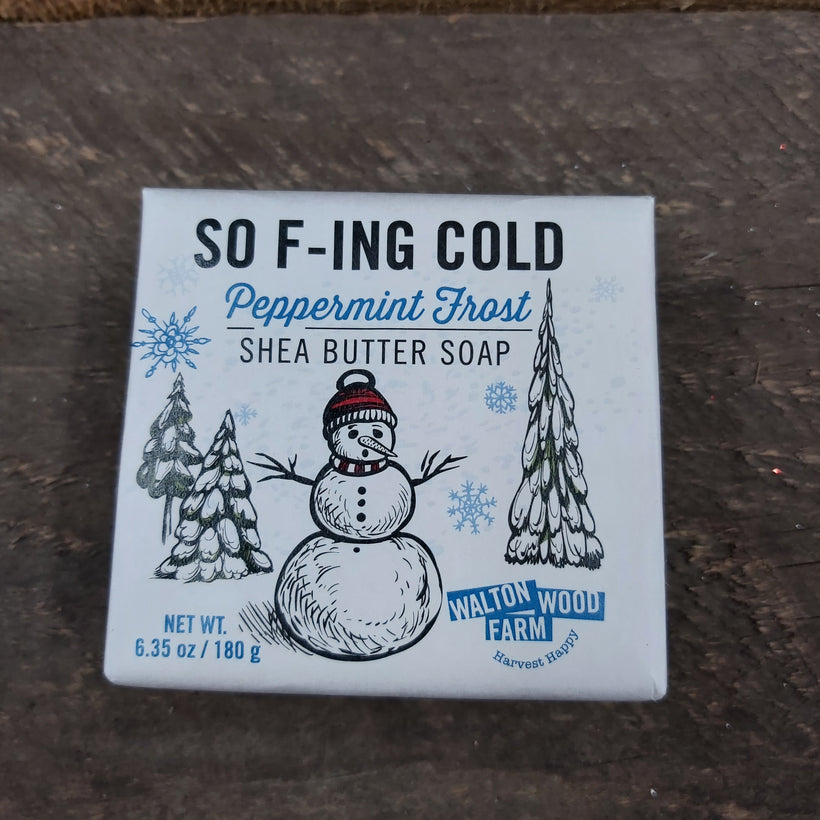 SO F-ING COLD
Peppermint Frost
SHEA BUTTER SOAP
NET WT.
6.35 oz / 180 g
WALTON WOOD
FARM
Harvest Happy